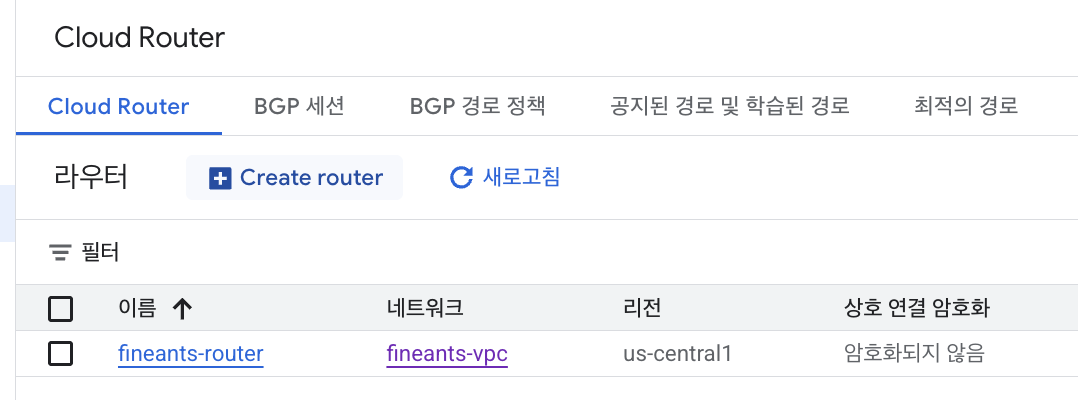 Cloud Router
Cloud Router BGP 세션 BGP 경로 정책 공지된 경로 및 학습된 경로 최적의 경로
라우터 Create router 새로고침
필터
이름 네트워크 리전 상호 연결 암호화
fineants-router fineants-vpc us-central1 암호화되지 않음